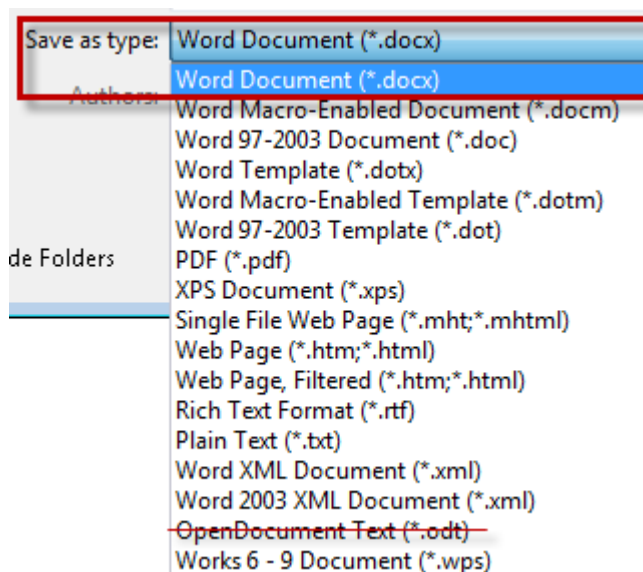 Save as type: Word Document (*.docx)
Word Document (*.docx)
Authors: Word Macro-Enabled Document (*.docm)
Word 97-2003 Document (*.doc)
Word Template (*.dotx)
Word Macro-Enabled Template (*.dotm)
Word 97-2003 Template (*.dot)
de Folders PDF (*.pdf)
XPS Document (*.xps)
Single File Web Page (*.mht;*.mhtml)
Web Page (*.htm;*.html)
Web Page, Filtered (*.htm;*.html)
Rich Text Format (*.rtf)
Plain Text (*.txt)
Word XML Document (*.xml)
Word 2003 XML Document (*.xml)
OpenDocument Text (*.odt)
Works 6 - 9 Document (*.wps)